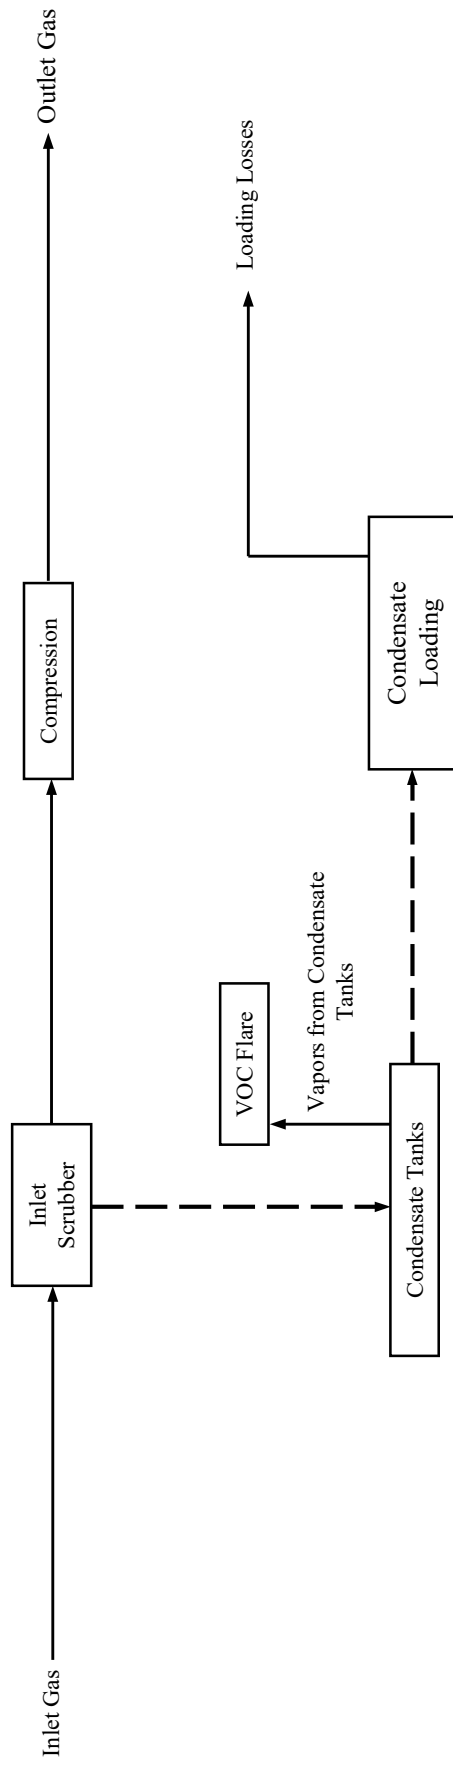 Inlet Gas
Inlet
Scrubber
Compression
Outlet Gas
VOC Flare
Vapors from Condensate
Tanks
Loading Losses
Condensate Tanks
Condensate
Loading